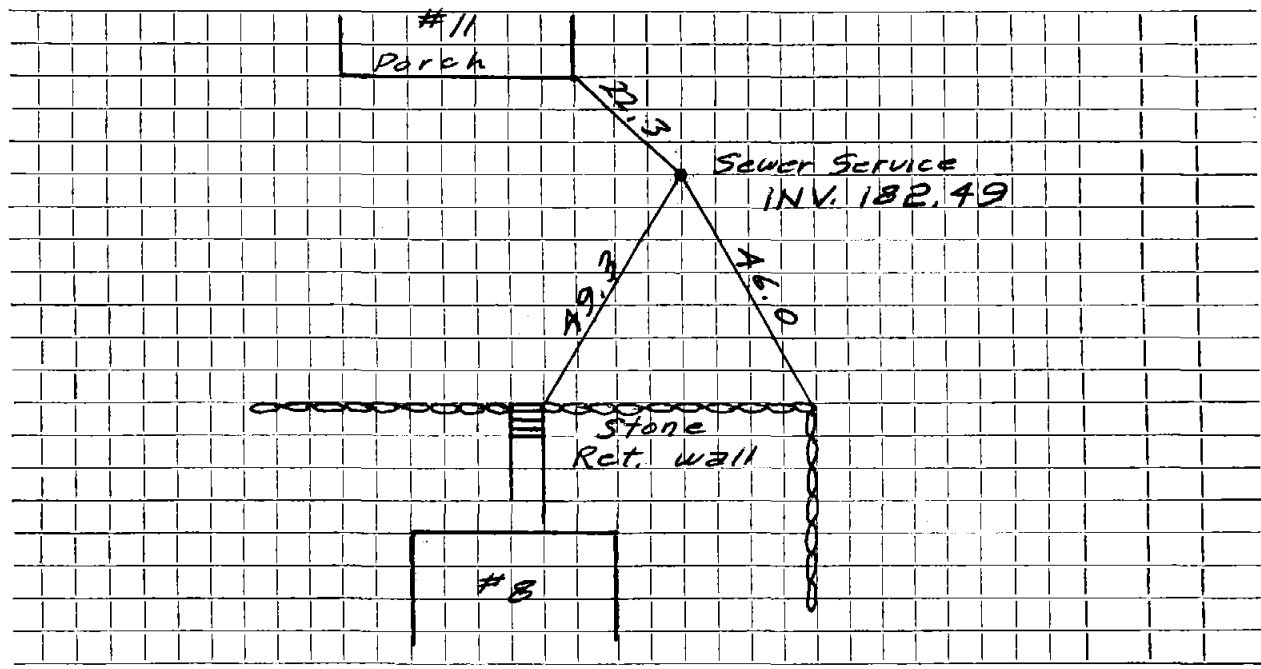 #11
Porch
22.3
Sewer Service
INV. 182.49
49.3
46.0
Stone
Ret. wall
#8